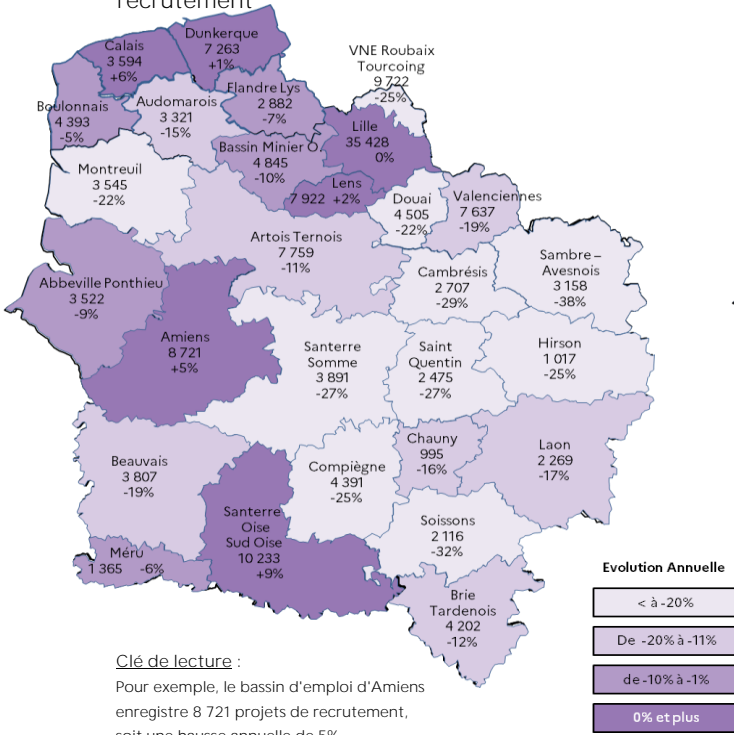 recrutement
Dunkerque
7 263
+1%
Calais
3 594
+6%
VNE Roubaix
Tourcoing
9 722
-25%
Flandre Lys
2 882
-7%
Boulonnais
4 393
-5%
Audomarois
3 321
-15%
Lille
35 428
0%
Bassin Minier O.
4 845
-10%
Montreuil
3 545
-22%
Lens
7 922 +2%
Douai
4 505
-22%
Valenciennes
7 637
-19%
Artois Ternois
7 759
-11%
Cambrésis
2 707
-29%
Sambre –
Avesnois
3 158
-38%
Abbeville Ponthieu
3 522
-9%
Amiens
8 721
+5%
Santerre
Somme
3 891
-27%
Saint
Quentin
2 475
-27%
Hirson
1 017
-25%
Beauvais
3 807
-19%
Compiègne
4 391
-25%
Chauny
995
-16%
Laon
2 269
-17%
Santerre
Oise
Sud Oise
10 233
+9%
Soissons
2 116
-32%
Méru
1 365 -6%
Brie
Tardenois
4 202
-12%
Evolution Annuelle
< à -20%
De -20% à -11%
de -10% à -1%
0% et plus
Clé de lecture :
Pour exemple, le bassin d'emploi d'Amiens
enregistre 8 721 projets de recrutement,
soit une hausse annuelle de 5%